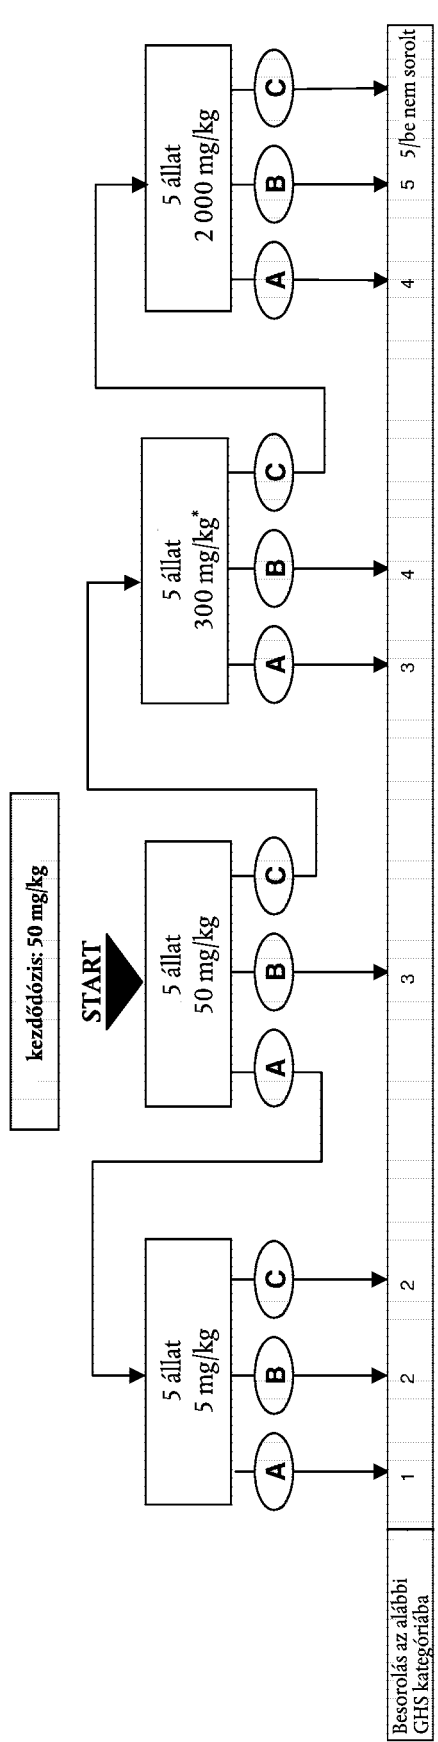 kezdődózis: 50 mg/kg
START
5 állat
5 mg/kg
5 állat
50 mg/kg
5 állat
300 mg/kg*
5 állat
2 000 mg/kg
A
B
C
A
B
C
A
B
C
A
B
C
Besorolás az alábbi
GHS kategóriába
1
2
2
3
3
4
4
5
5/be nem sorolt